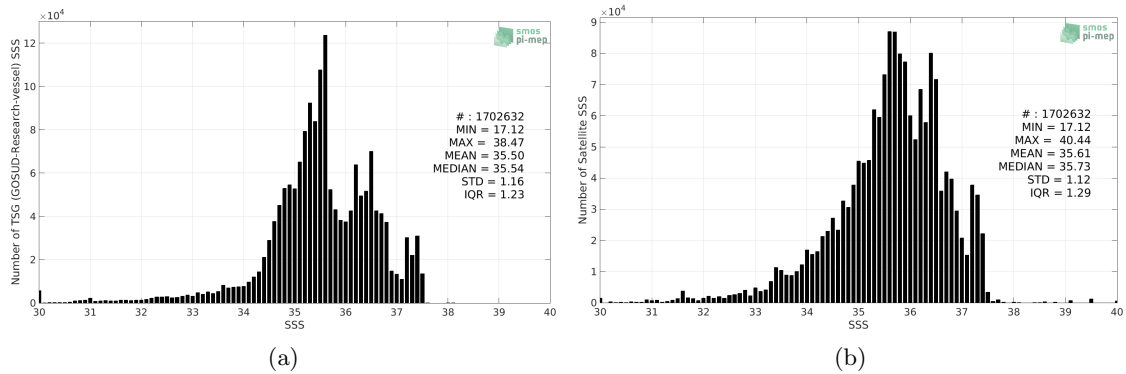 ×10⁴
smos
pi-mep
Number of TSG (GOSUD-Research-vessel) SSS
12
10
8
6
4
2
0
# : 1702632
MIN = 17.12
MAX = 38.47
MEAN = 35.50
MEDIAN = 35.54
STD = 1.16
IQR = 1.23
30 31 32 33 34 35 36 37 38 39 40
SSS
(a)
×10⁴
smos
pi-mep
Number of Satellite SSS
9
8
7
6
5
4
3
2
1
0
# : 1702632
MIN = 17.12
MAX = 40.44
MEAN = 35.61
MEDIAN = 35.73
STD = 1.12
IQR = 1.29
30 31 32 33 34 35 36 37 38 39 40
SSS
(b)